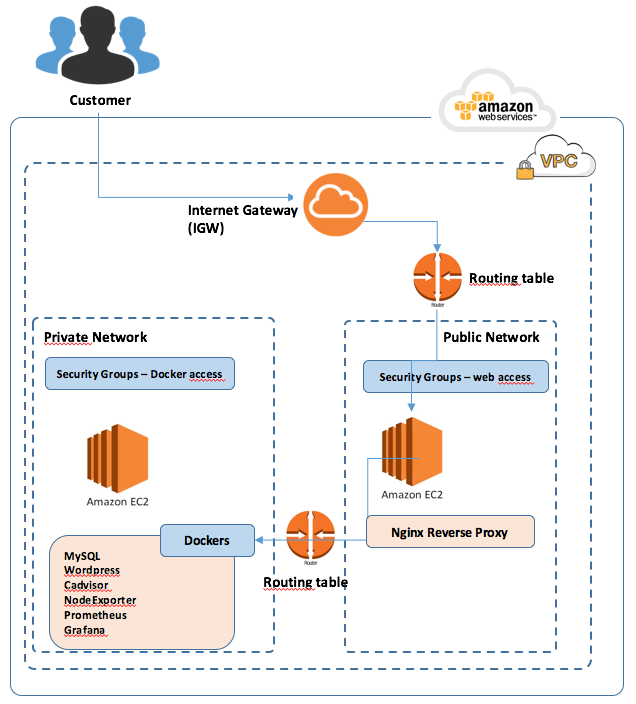 Customer
amazon
web services™
VPC
Internet Gateway
(IGW)
Routing table
Router
Private Network
Public Network
Security Groups – Docker access
Security Groups – web access
Amazon EC2
Amazon EC2
Dockers
Nginx Reverse Proxy
Router
Routing table
MySQL
Wordpress
Cadvisor
NodeExporter
Prometheus
Grafana